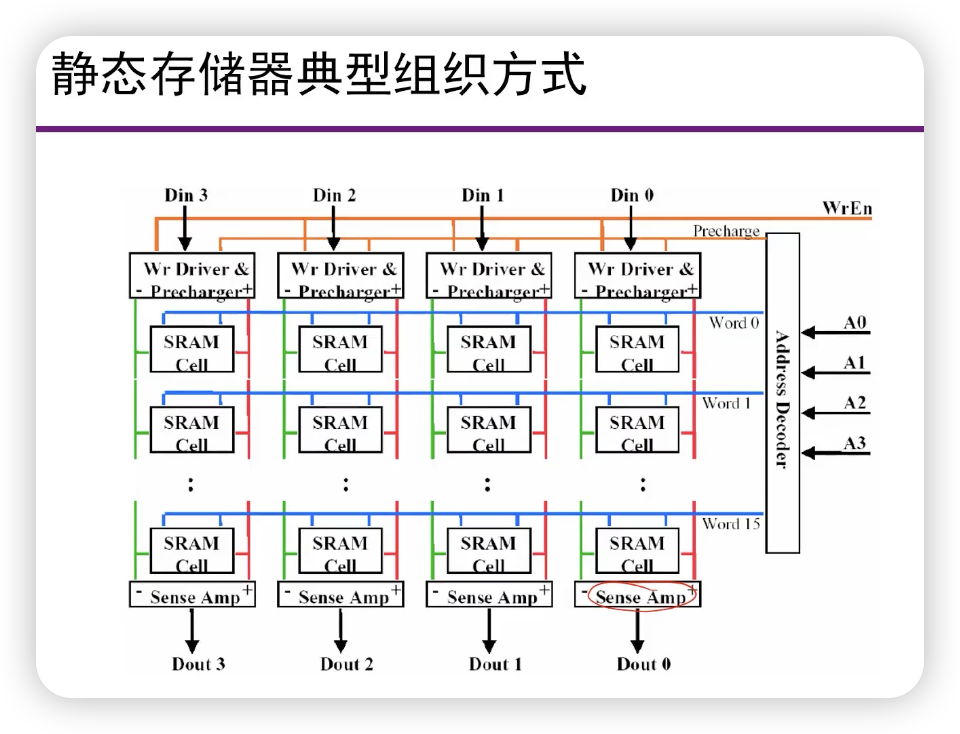 静态存储器典型组织方式
Din 3 Din 2 Din 1 Din 0
WrEn
Precharge
Wr Driver & Wr Driver & Wr Driver & Wr Driver &
- Precharger+ - Precharger+ - Precharger+ - Precharger+
Word 0
SRAM SRAM SRAM SRAM
Cell Cell Cell Cell
Word 1
SRAM SRAM SRAM SRAM
Cell Cell Cell Cell
: : : :
Word 15
SRAM SRAM SRAM SRAM
Cell Cell Cell Cell
- Sense Amp+ - Sense Amp+ - Sense Amp+ - Sense Amp+
Dout 3 Dout 2 Dout 1 Dout 0
Address Decoder
A0
A1
A2
A3